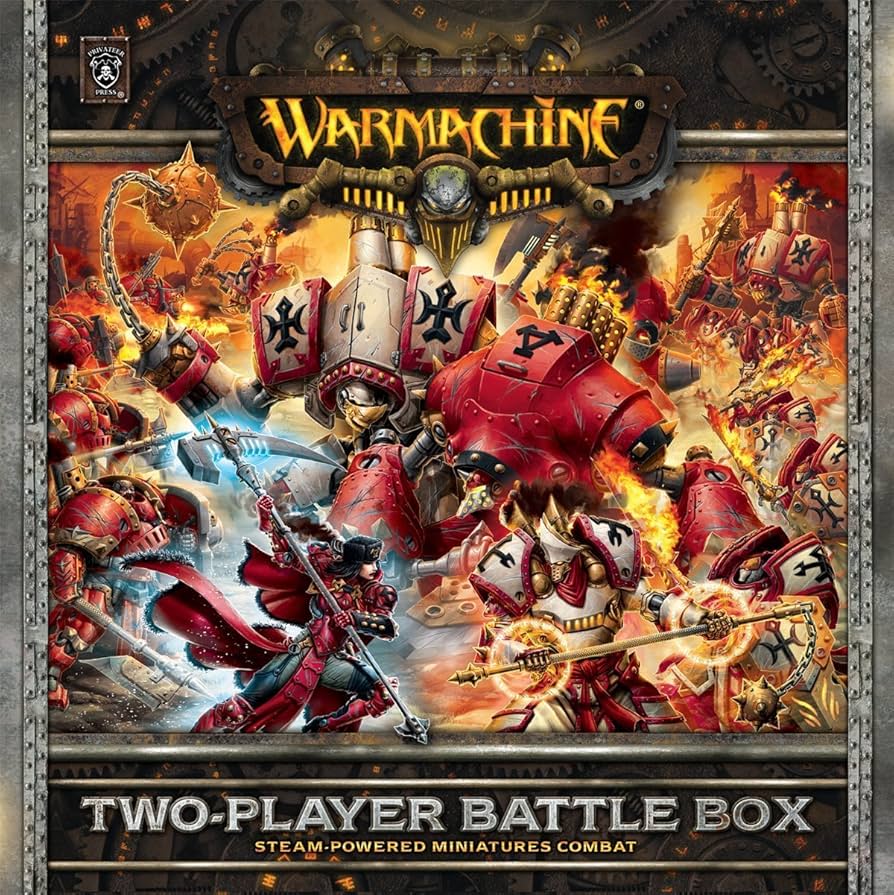 PRIVATEER
PRESS®
WARMACHINE®
TWO-PLAYER BATTLE BOX
STEAM-POWERED MINIATURES COMBAT